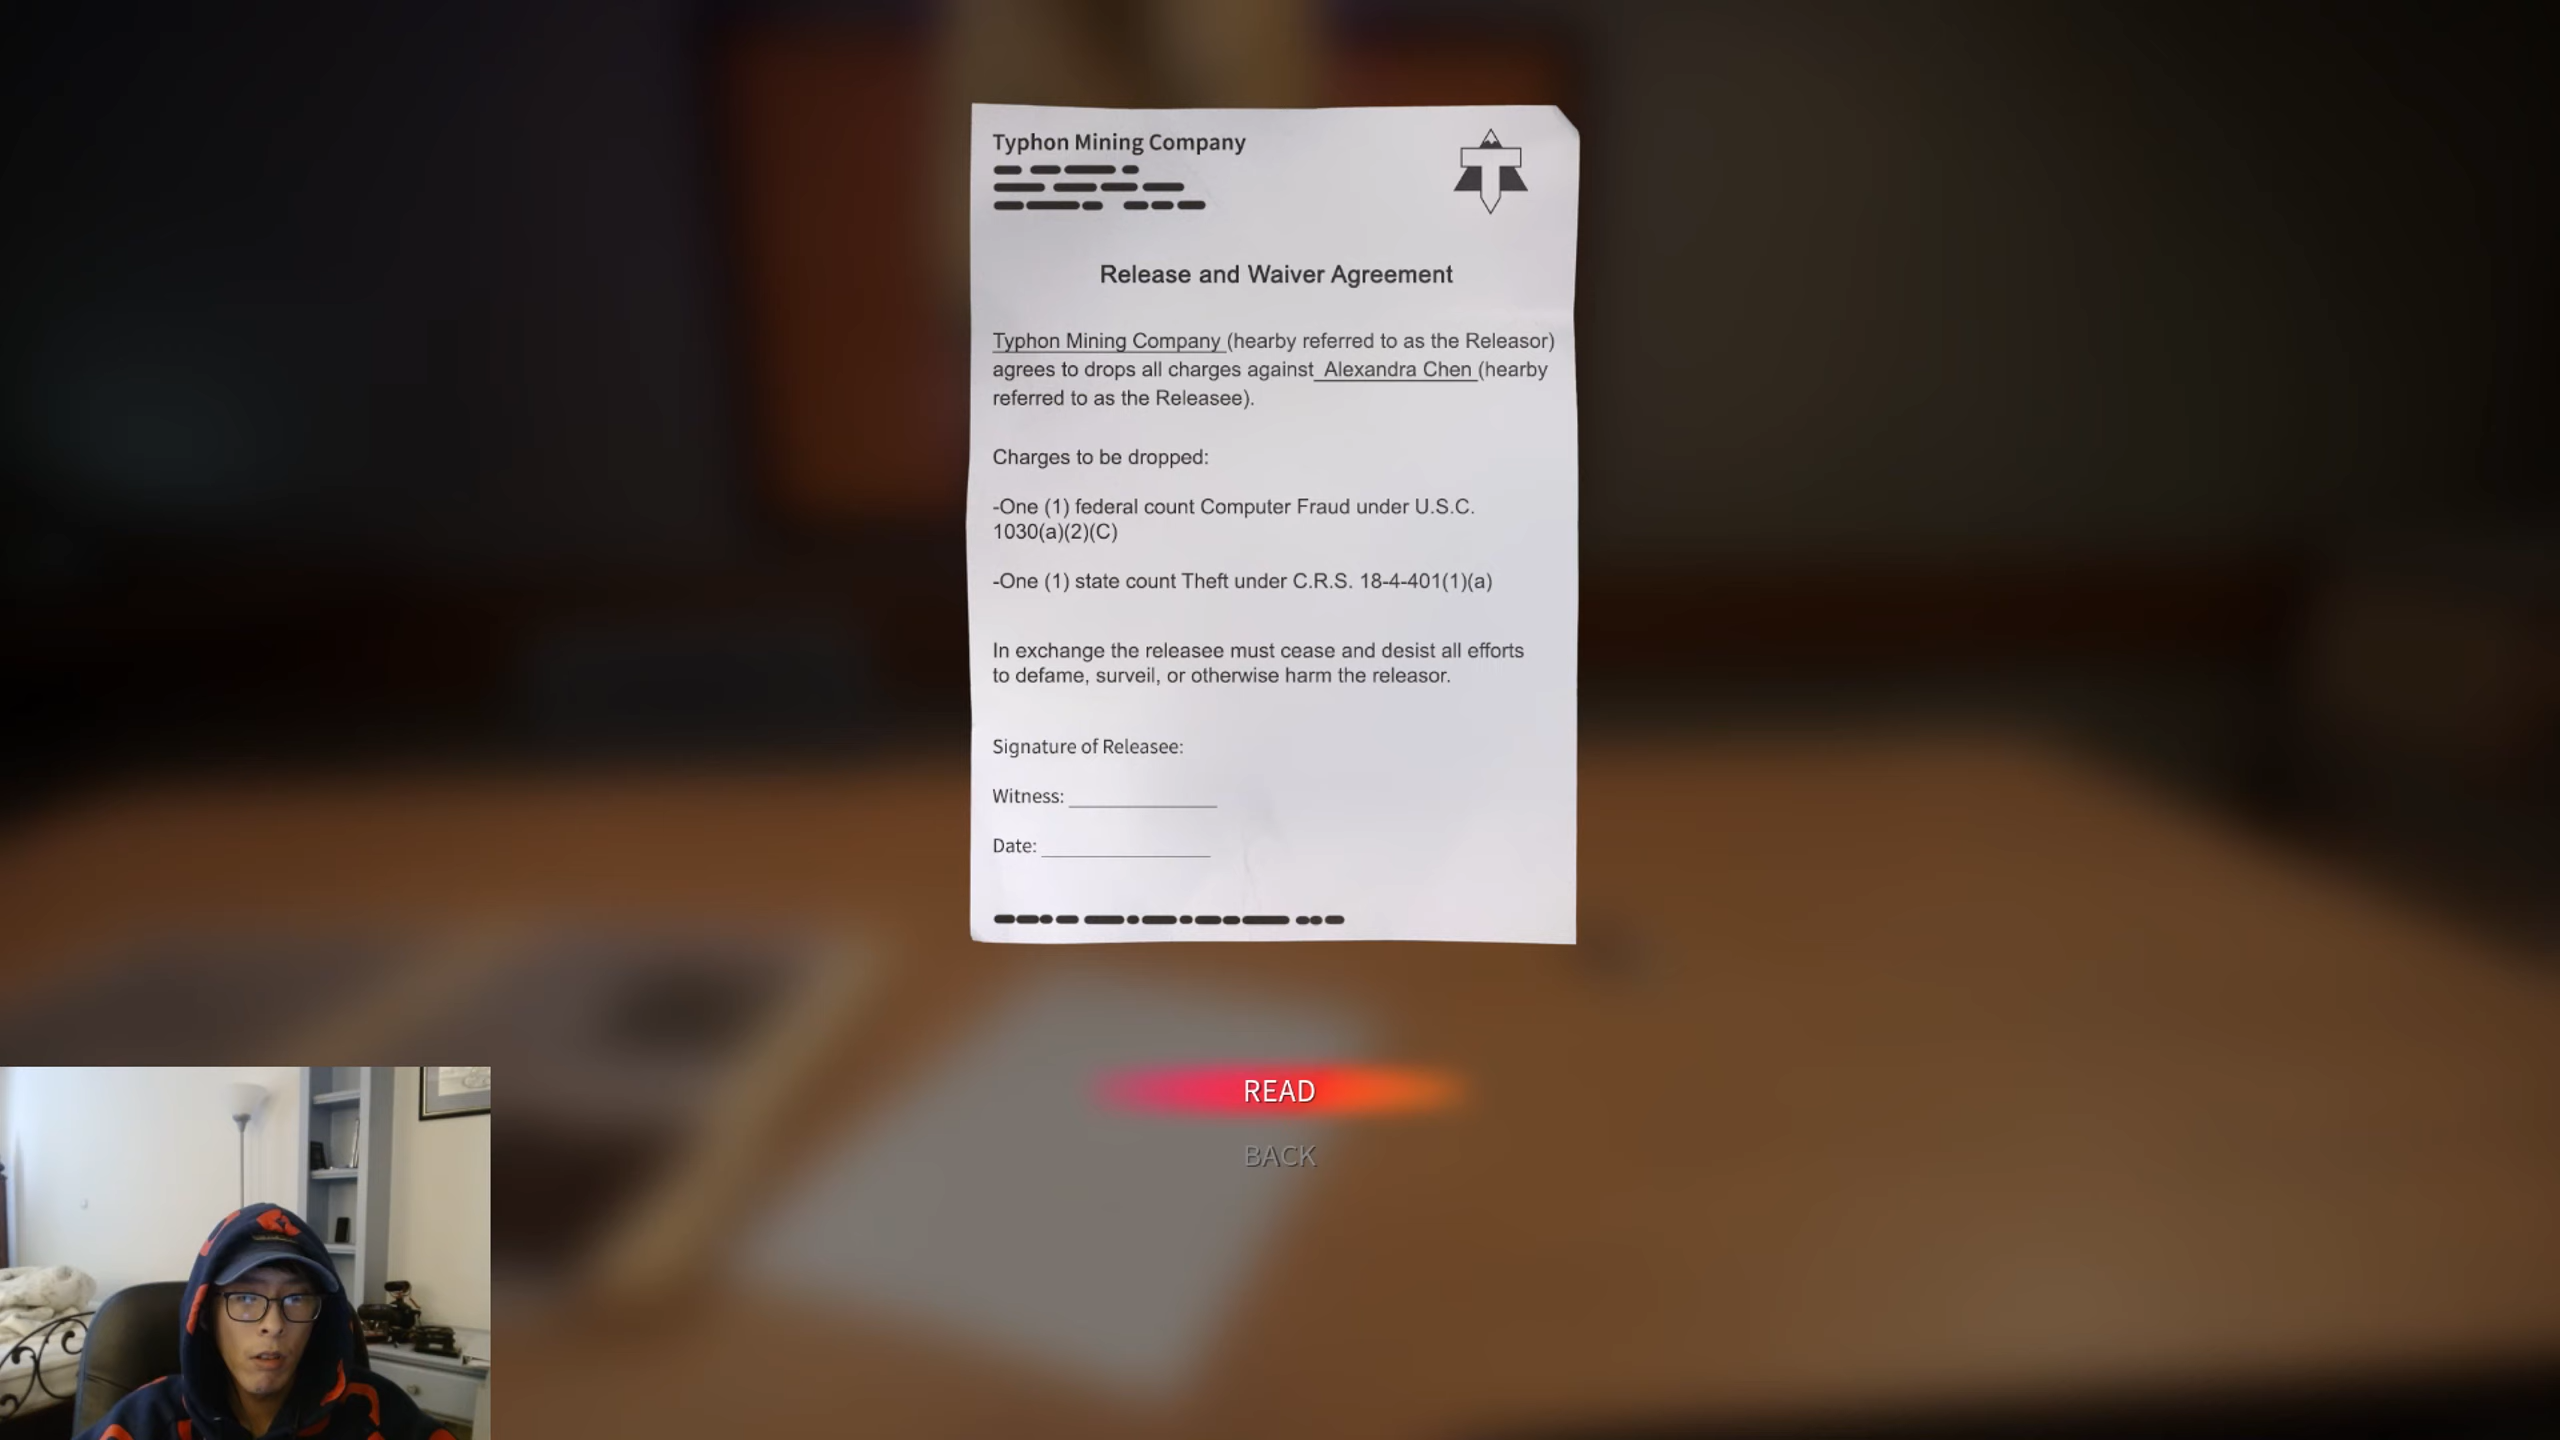 Typhon Mining Company
Release and Waiver Agreement
Typhon Mining Company (hearby referred to as the Releasor)
agrees to drops all charges against Alexandra Chen (hearby
referred to as the Releasee).
Charges to be dropped:
-One (1) federal count Computer Fraud under U.S.C.
1030(a)(2)(C)
-One (1) state count Theft under C.R.S. 18-4-401(1)(a)
In exchange the releasee must cease and desist all efforts
to defame, surveil, or otherwise harm the releasor.
Signature of Releasee:
Witness:
Date:
READ
BACK